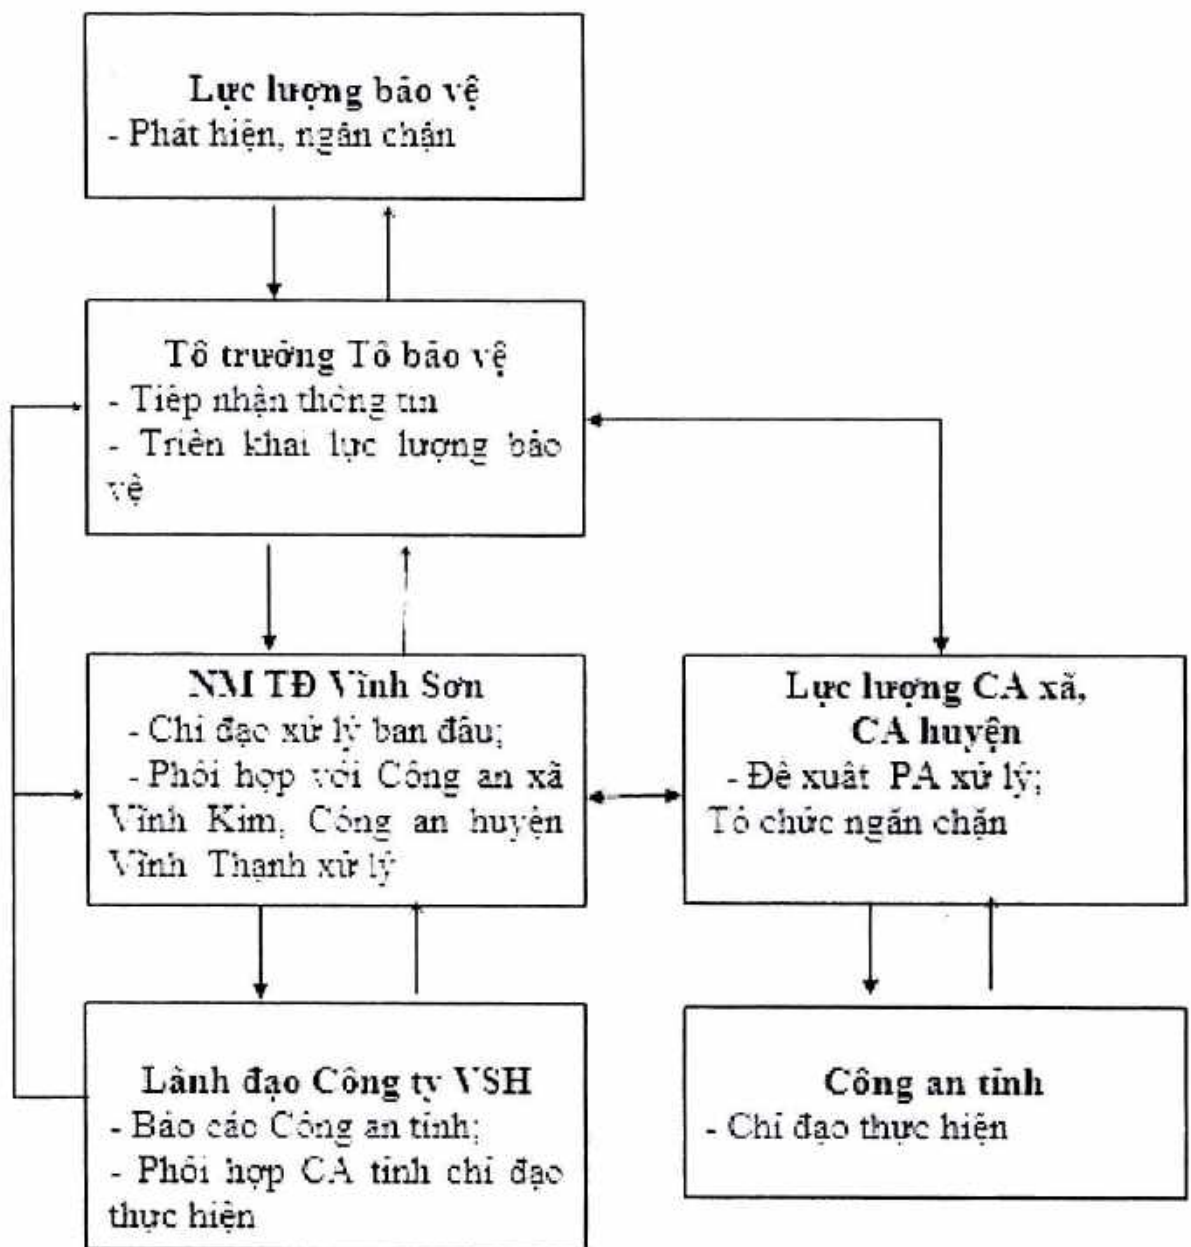 Lực lượng bảo vệ
- Phát hiện, ngăn chặn
Tổ trưởng Tổ bảo vệ
- Tiếp nhận thông tin
- Triển khai lực lượng bảo
vệ
NM TĐ Vĩnh Sơn
- Chỉ đạo xử lý ban đầu;
- Phối hợp với Công an xã
Vĩnh Kim, Công an huyện
Vĩnh Thạnh xử lý
Lực lượng CA xã,
CA huyện
- Đề xuất PA xử lý;
Tổ chức ngăn chặn
Lãnh đạo Công ty VSH
- Báo cáo Công an tỉnh;
- Phối hợp CA tỉnh chỉ đạo
thực hiện
Công an tỉnh
- Chỉ đạo thực hiện